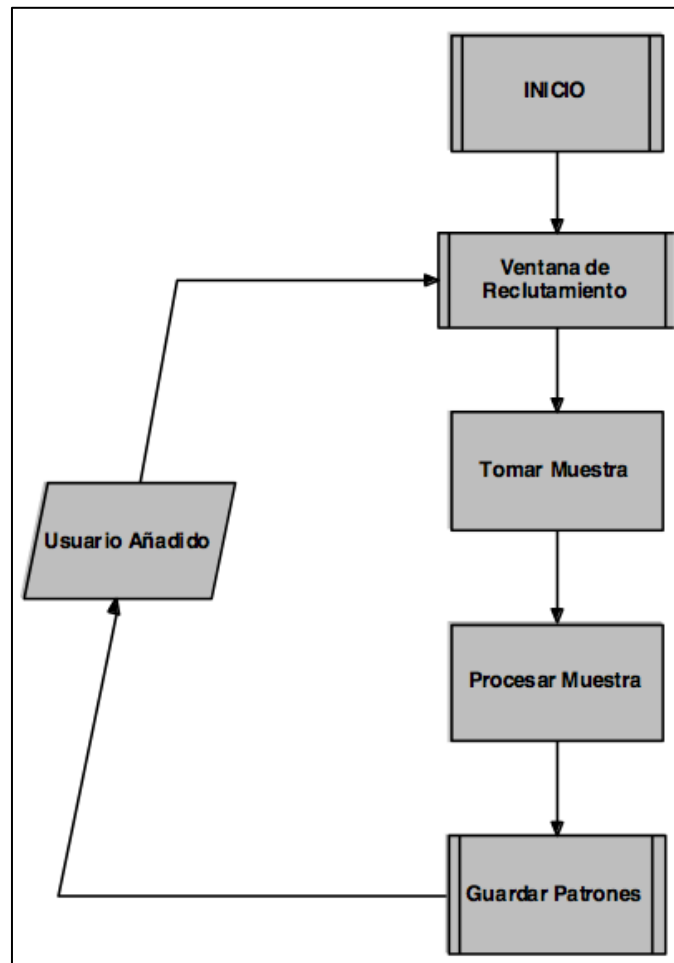 INICIO
Ventana de
Reclutamiento
Tomar Muestra
Usuario Añadido
Procesar Muestra
Guardar Patrones